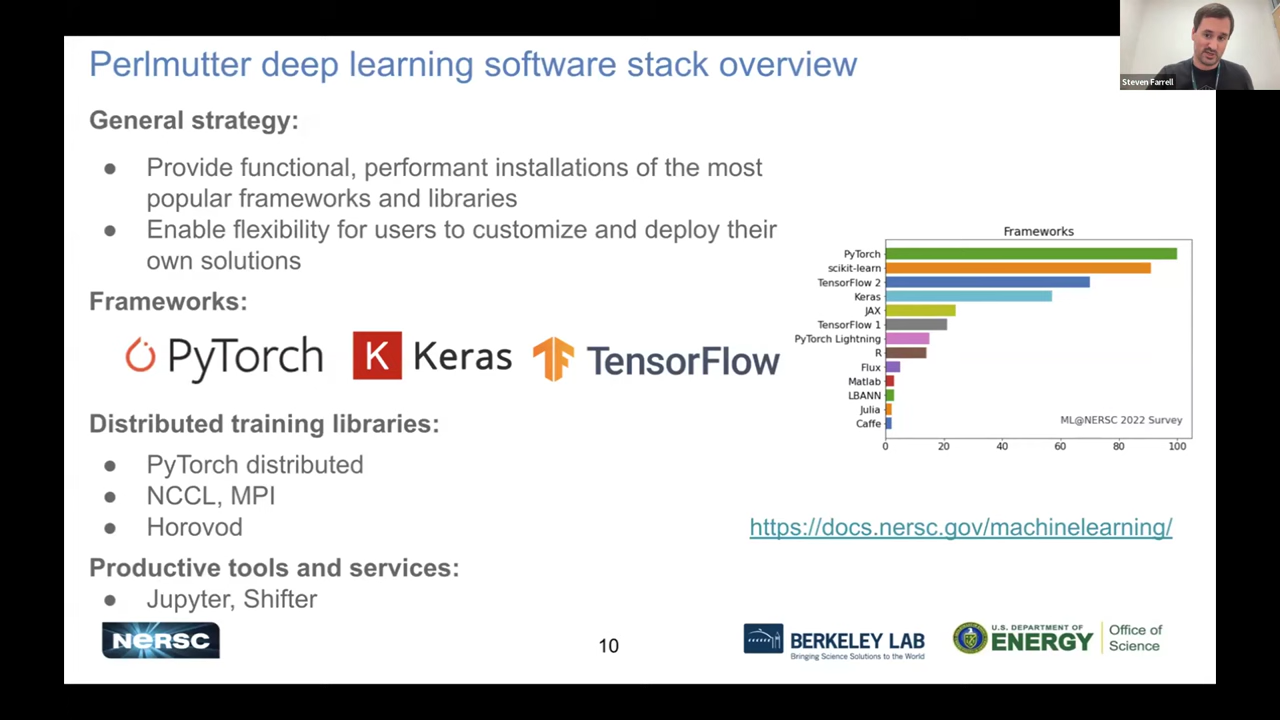 Perlmutter deep learning software stack overview
Steven Farrell
General strategy:
● Provide functional, performant installations of the most
popular frameworks and libraries
● Enable flexibility for users to customize and deploy their
own solutions
Frameworks:
PyTorch
K Keras
TensorFlow
Distributed training libraries:
● PyTorch distributed
● NCCL, MPI
● Horovod
Productive tools and services:
● Jupyter, Shifter
Frameworks
PyTorch
scikit-learn
TensorFlow 2
Keras
JAX
TensorFlow 1
PyTorch Lightning
R
Flux
Matlab
LBANN
Julia
Caffe
ML@NERSC 2022 Survey
0 20 40 60 80 100
https://docs.nersc.gov/machinelearning/
NERSC
10
BERKELEY LAB
Bringing Science Solutions to the World
U.S. DEPARTMENT OF
ENERGY
Office of
Science